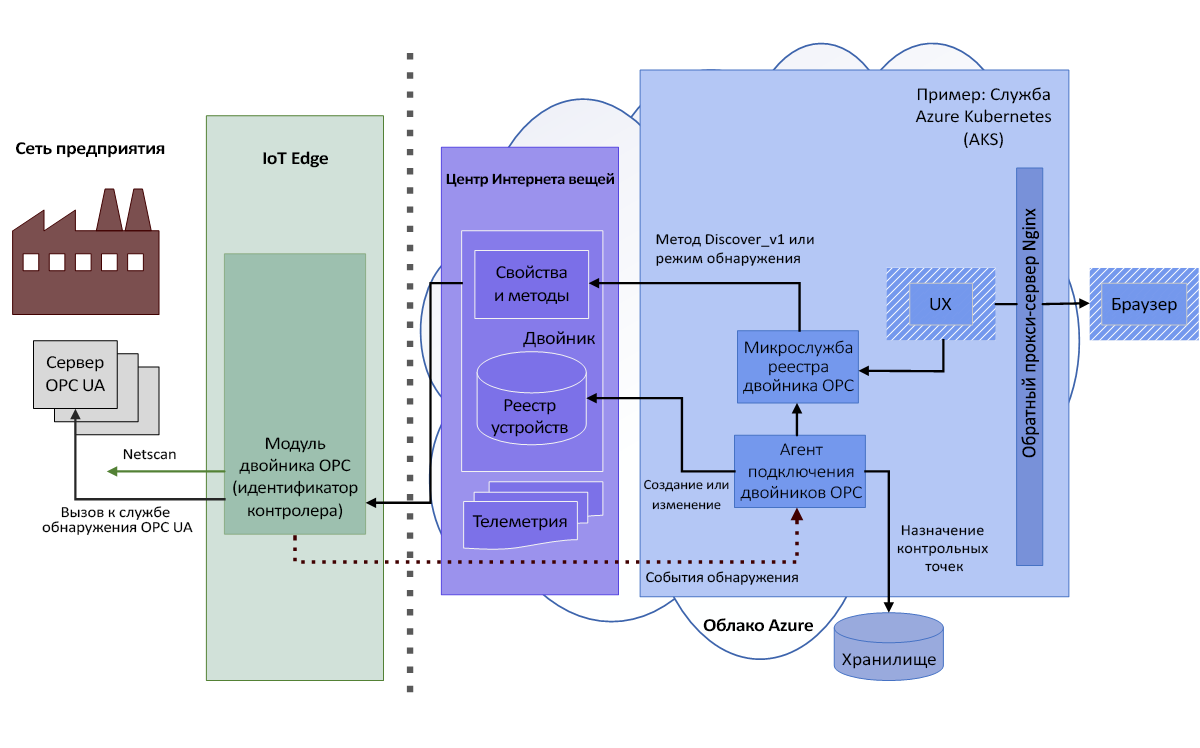 Сеть предприятия
Сервер
OPC UA
Netscan
Вызов к службе
обнаружения OPC UA
IoT Edge
Модуль
двойника OPC
(идентификатор
контролера)
Центр Интернета вещей
Свойства
и методы
Двойник
Реестр
устройств
Телеметрия
Пример: Служба
Azure Kubernetes
(AKS)
Метод Discover_v1 или
режим обнаружения
Микрослужба
реестра
двойника OPC
Агент
подключения
двойников OPC
Создание или
изменение
События обнаружения
Назначение
контрольных
точек
UX
Обратный прокси-сервер Nginx
Браузер
Облако Azure
Хранилище